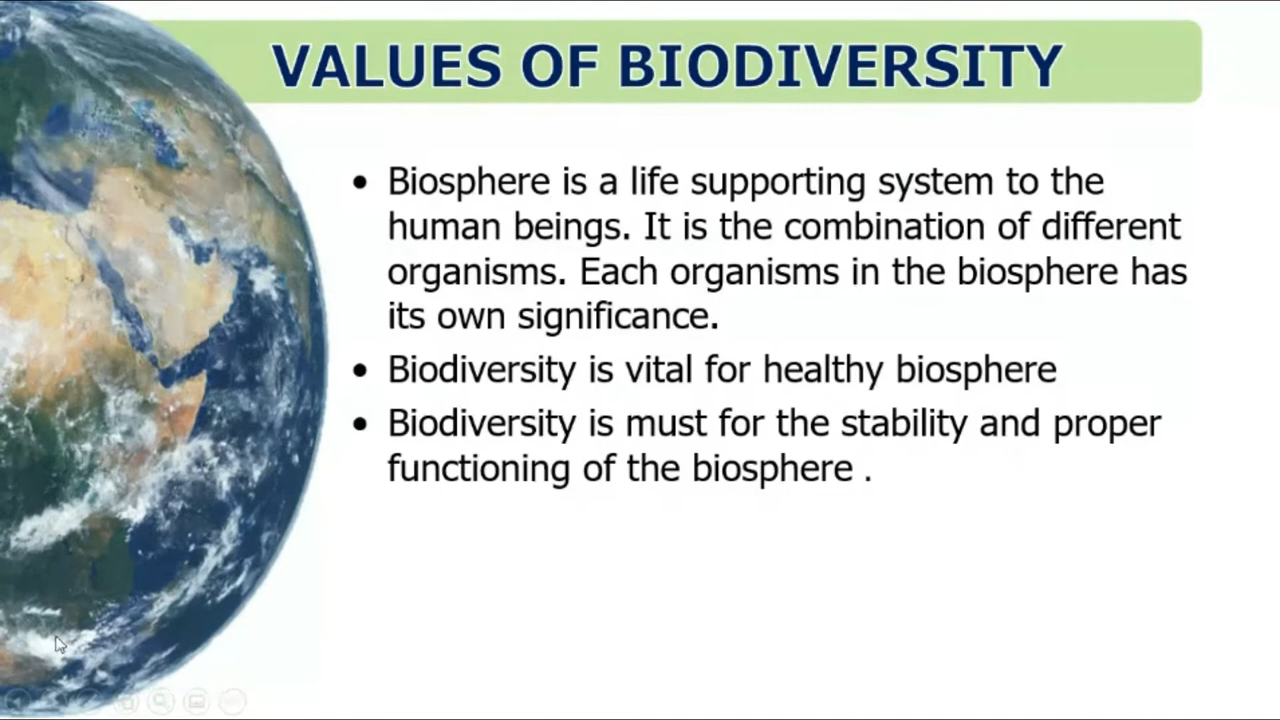 VALUES OF BIODIVERSITY
• Biosphere is a life supporting system to the
human beings. It is the combination of different
organisms. Each organisms in the biosphere has
its own significance.
• Biodiversity is vital for healthy biosphere
• Biodiversity is must for the stability and proper
functioning of the biosphere .